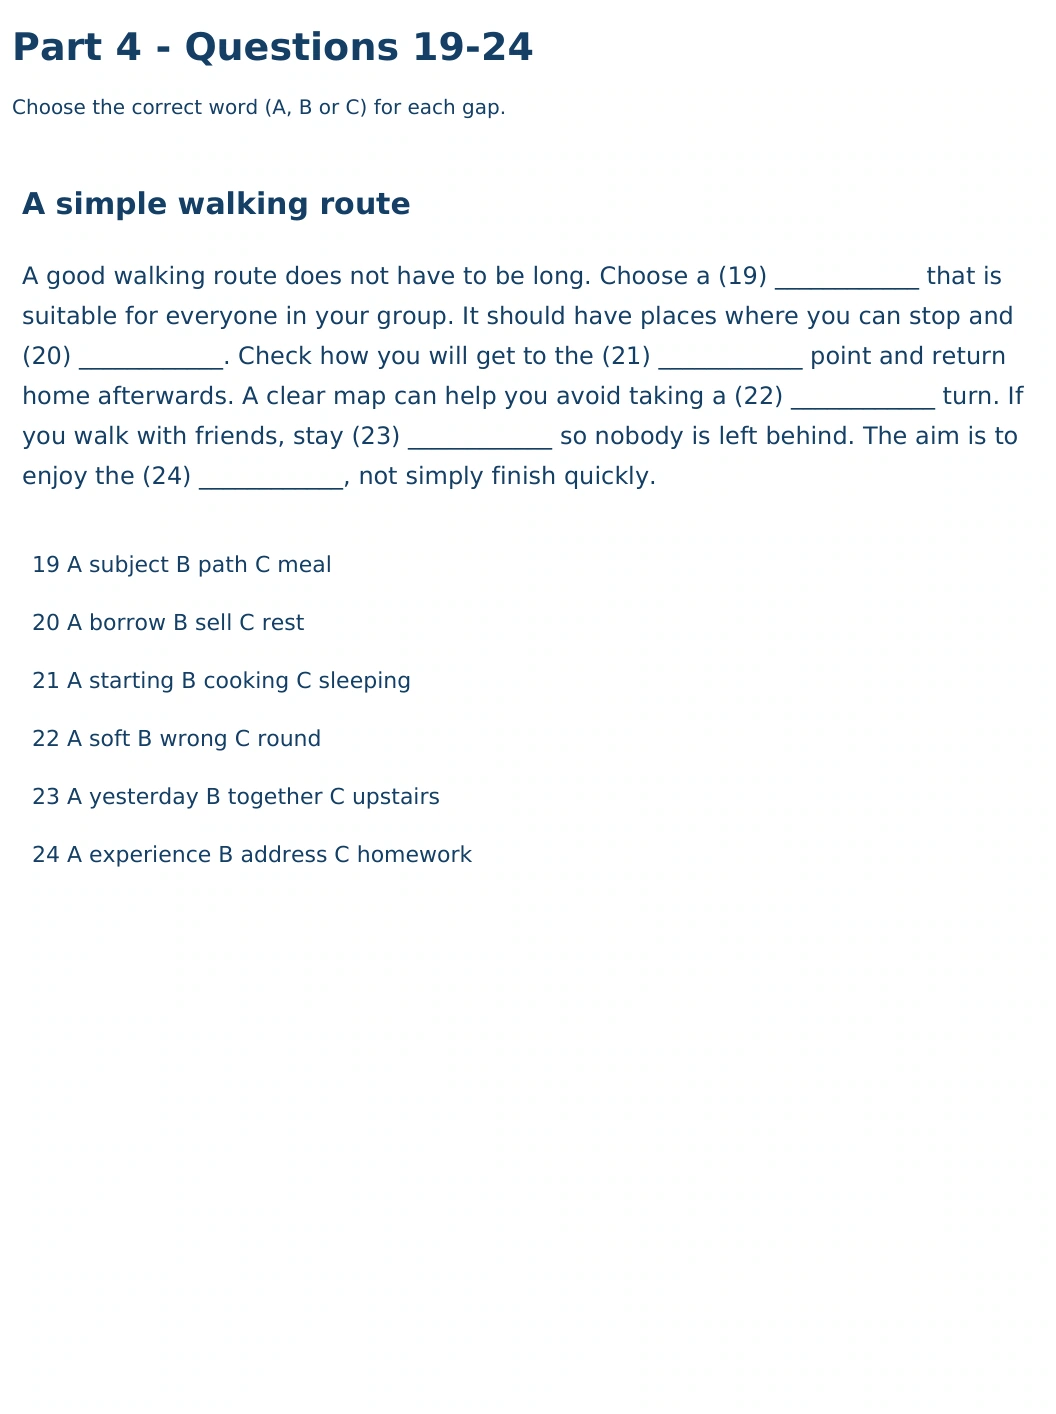 Part 4 - Questions 19-24
Choose the correct word (A, B or C) for each gap.
A simple walking route
A good walking route does not have to be long. Choose a (19) ____________ that is
suitable for everyone in your group. It should have places where you can stop and
(20) ____________. Check how you will get to the (21) ____________ point and return
home afterwards. A clear map can help you avoid taking a (22) ____________ turn. If
you walk with friends, stay (23) ____________ so nobody is left behind. The aim is to
enjoy the (24) ____________, not simply finish quickly.
19 A subject B path C meal
20 A borrow B sell C rest
21 A starting B cooking C sleeping
22 A soft B wrong C round
23 A yesterday B together C upstairs
24 A experience B address C homework